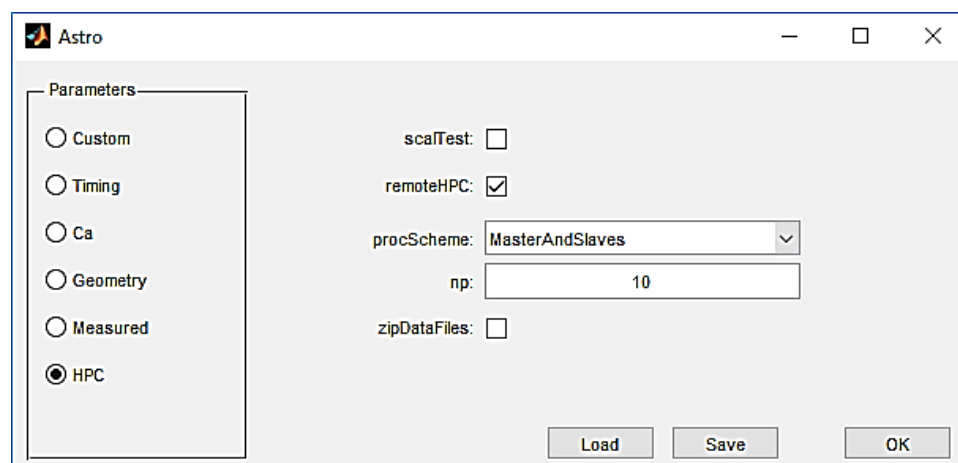 Astro
Parameters
Custom
Timing
Ca
Geometry
Measured
HPC
scalTest:
remoteHPC:
procScheme: MasterAndSlaves
np: 10
zipDataFiles:
Load Save OK